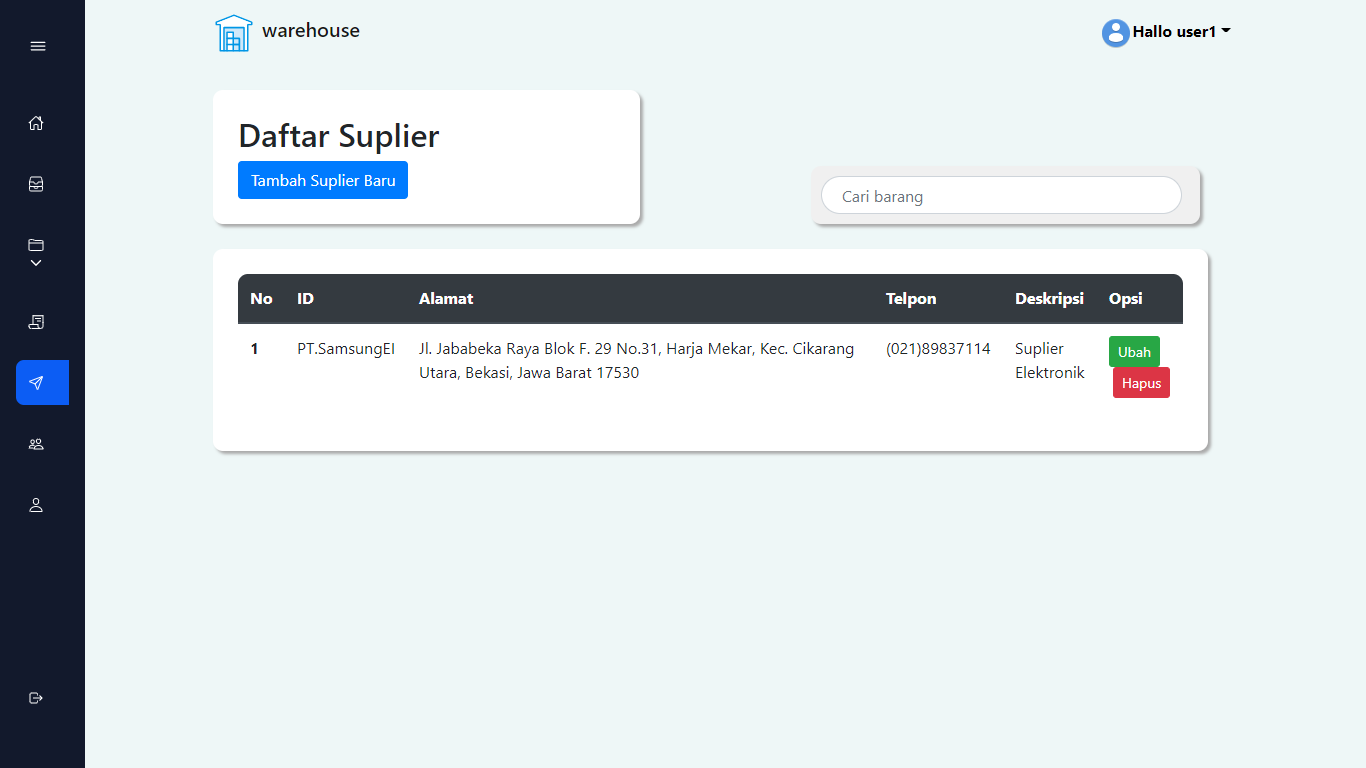 warehouse
Hallo user1
Daftar Suplier
Tambah Suplier Baru
Cari barang
No ID Alamat Telpon Deskripsi Opsi
1 PT.SamsungEI Jl. Jababeka Raya Blok F. 29 No.31, Harja Mekar, Kec. Cikarang (021)89837114 Suplier Ubah
Utara, Bekasi, Jawa Barat 17530 Elektronik Hapus